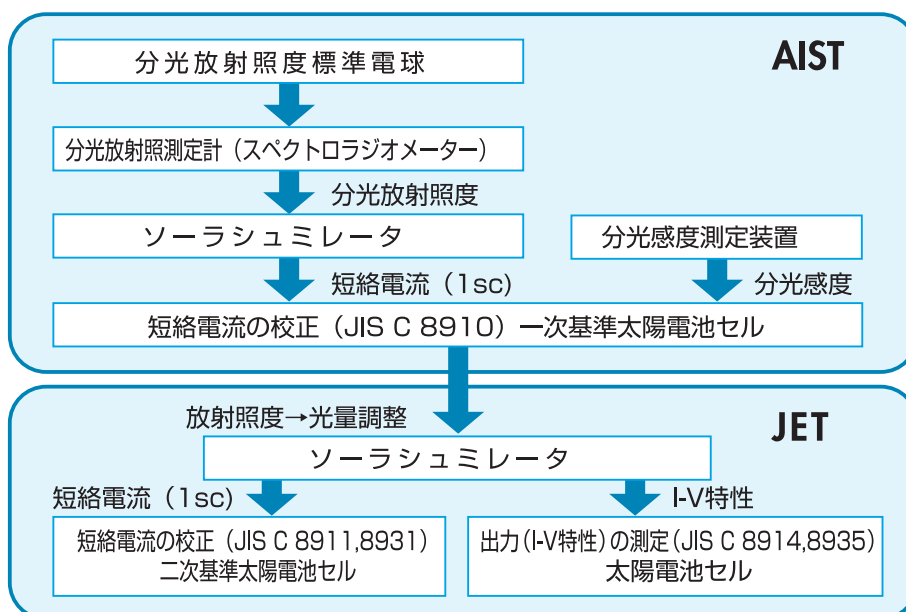 AIST
分光放射照度標準電球
分光放射照測定計（スペクトロラジオメーター）
分光放射照度
ソーラシュミレータ
分光感度測定装置
短絡電流（1sc)
分光感度
短絡電流の校正（JIS C 8910）一次基準太陽電池セル
JET
放射照度→光量調整
ソーラシュミレータ
短絡電流（1sc)
I-V特性
短絡電流の校正（JIS C 8911,8931）
二次基準太陽電池セル
出力（I-V特性）の測定（JIS C 8914,8935）
太陽電池セル